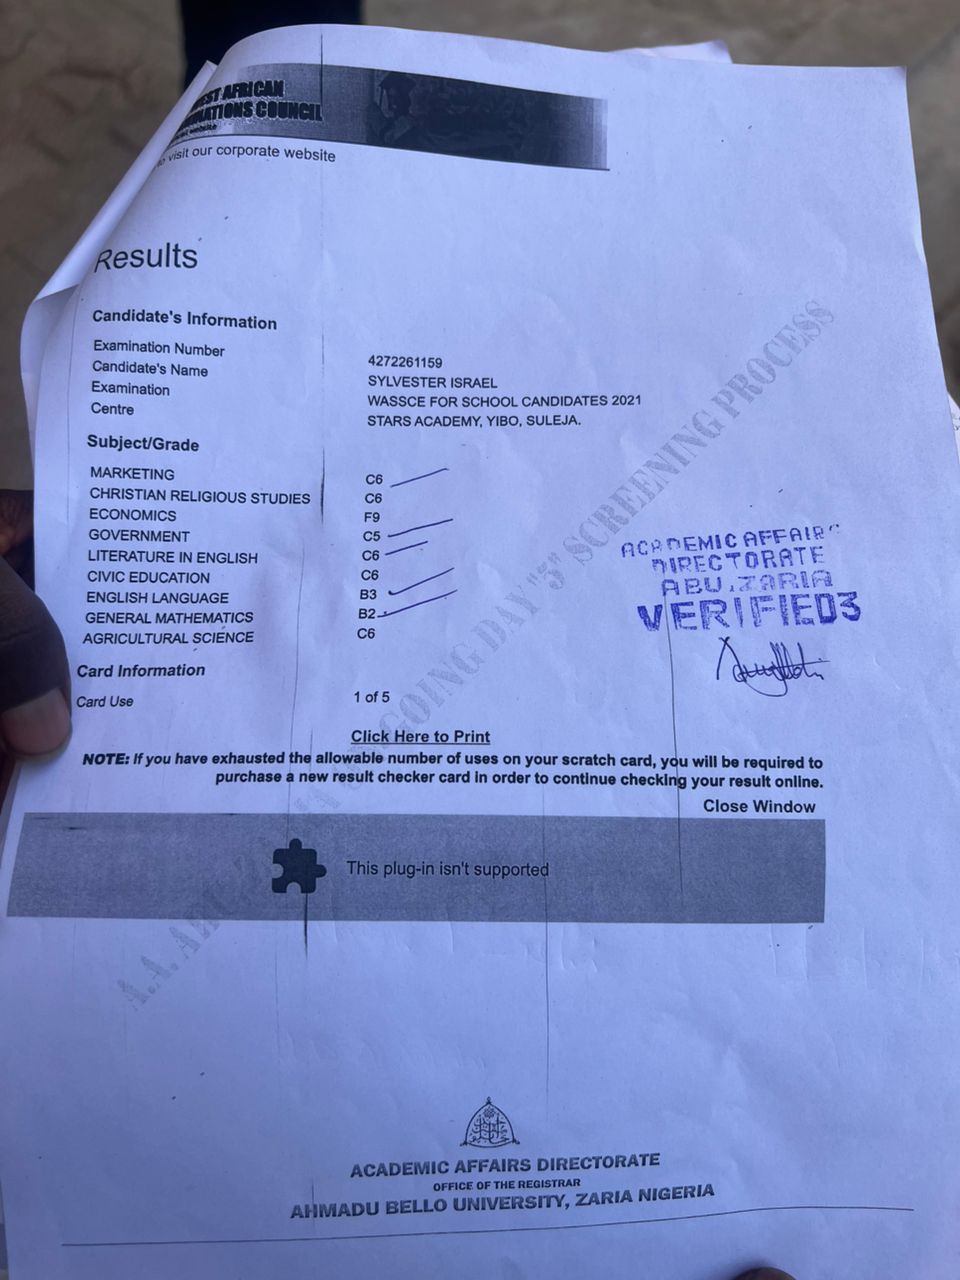 EST AFRICAN
NATIONS COUNCIL
to visit our corporate website
Results
Candidate's Information
Examination Number 4272261159
Candidate's Name SYLVESTER ISRAEL
Examination WASSCE FOR SCHOOL CANDIDATES 2021
Centre STARS ACADEMY, YIBO, SULEJA.
Subject/Grade
MARKETING C6
CHRISTIAN RELIGIOUS STUDIES C6
ECONOMICS F9
GOVERNMENT C5
LITERATURE IN ENGLISH C6
CIVIC EDUCATION C6
ENGLISH LANGUAGE B3
GENERAL MATHEMATICS B2
AGRICULTURAL SCIENCE C6
ACADEMIC AFFAIRS
DIRECTORATE
ABU, ZARIA
VERIFIED3
Card Information
Card Use 1 of 5
Click Here to Print
NOTE: If you have exhausted the allowable number of uses on your scratch card, you will be required to
purchase a new result checker card in order to continue checking your result online.
Close Window
This plug-in isn't supported
GOING DAY "5" SCREENING PROCESS
ACADEMIC AFFAIRS DIRECTORATE
OFFICE OF THE REGISTRAR
AHMADU BELLO UNIVERSITY, ZARIA NIGERIA